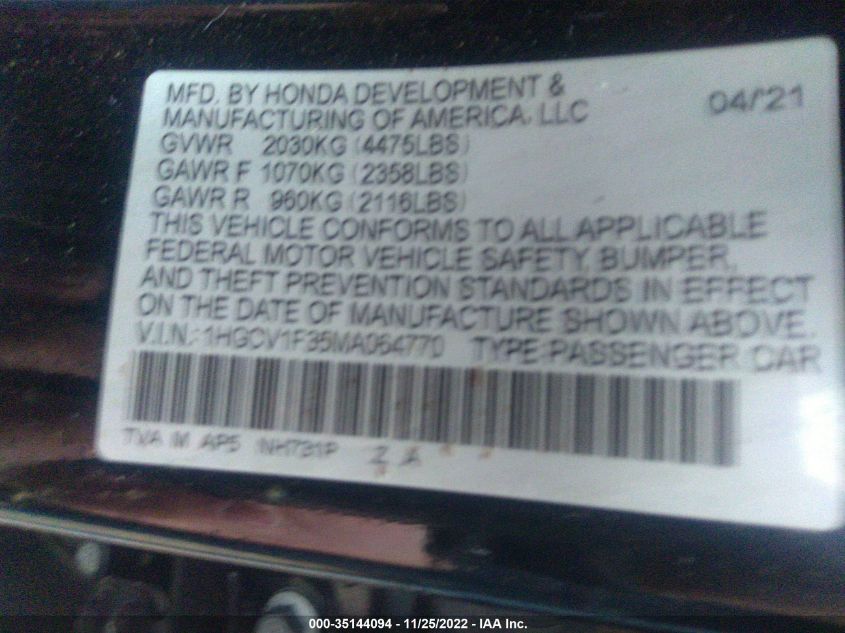 MFD. BY HONDA DEVELOPMENT & 04/'21
MANUFACTURING OF AMERICA, LLC
GVWR 2030KG (4475LBS)
GAWR F 1070KG (2358LBS)
GAWR R 960KG (2116LBS)
THIS VEHICLE CONFORMS TO ALL APPLICABLE
FEDERAL MOTOR VEHICLE SAFETY, BUMPER,
AND THEFT PREVENTION STANDARDS IN EFFECT
ON THE DATE OF MANUFACTURE SHOWN ABOVE.
V.I.N.: 1HGCV1F35MA064770 TYPE:PASSENGER CAR
TVA M AP5 NH731P Z A
000-35144094 - 11/25/2022 - IAA Inc.